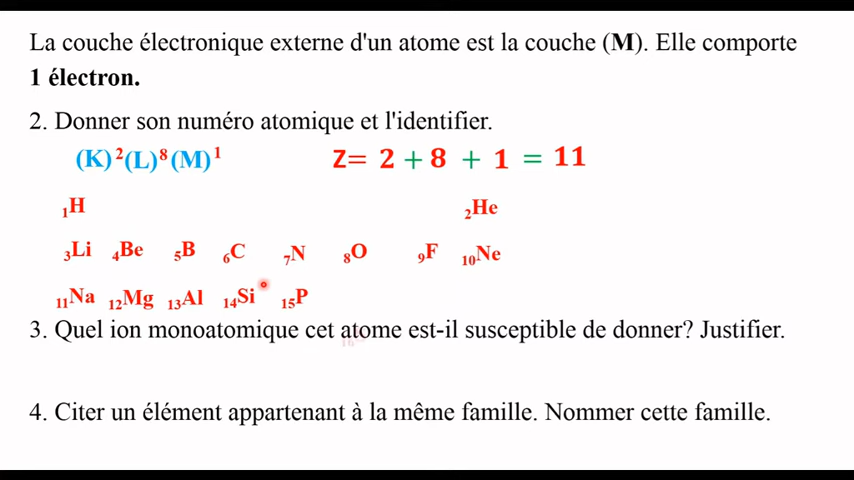 La couche électronique externe d'un atome est la couche (M). Elle comporte
1 électron.
2. Donner son numéro atomique et l'identifier.
(K)²(L)⁸(M)¹ Z= 2 + 8 + 1 = 11
₁H ₂He
₃Li ₄Be ₅B ₆C ₇N ₈O ₉F ₁₀Ne
₁₁Na ₁₂Mg ₁₃Al ₁₄Si ₁₅P
3. Quel ion monoatomique cet atome est-il susceptible de donner? Justifier.
4. Citer un élément appartenant à la même famille. Nommer cette famille.